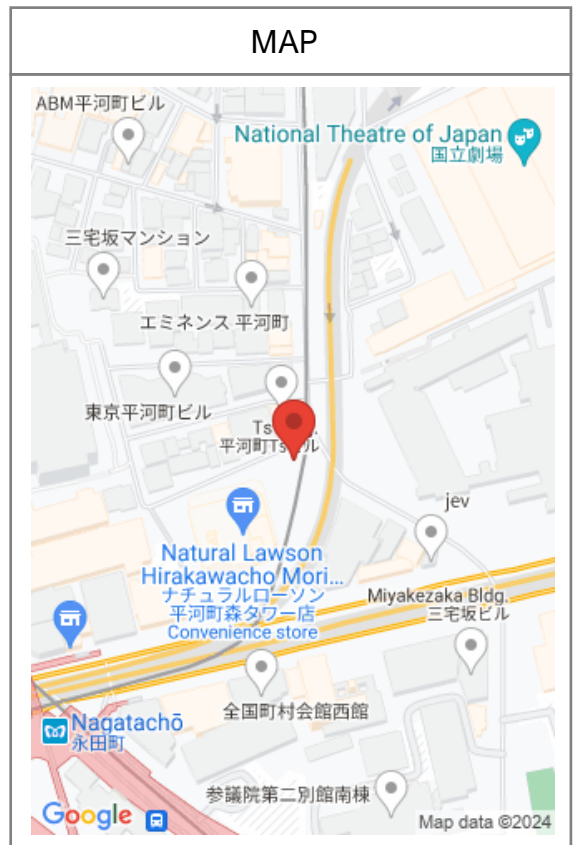 MAP
ABM平河町ビル
National Theatre of Japan
国立劇場
三宅坂マンション
エミネンス 平河町
東京平河町ビル
平河町Ts ル
jev
Natural Lawson
Hirakawacho Mori...
ナチュラルローソン
平河町森タワー店
Convenience store
Miyakezaka Bldg.
三宅坂ビル
全国町村会館西館
Nagatachō
永田町
参議院第二別館南棟
Google
Map data ©2024